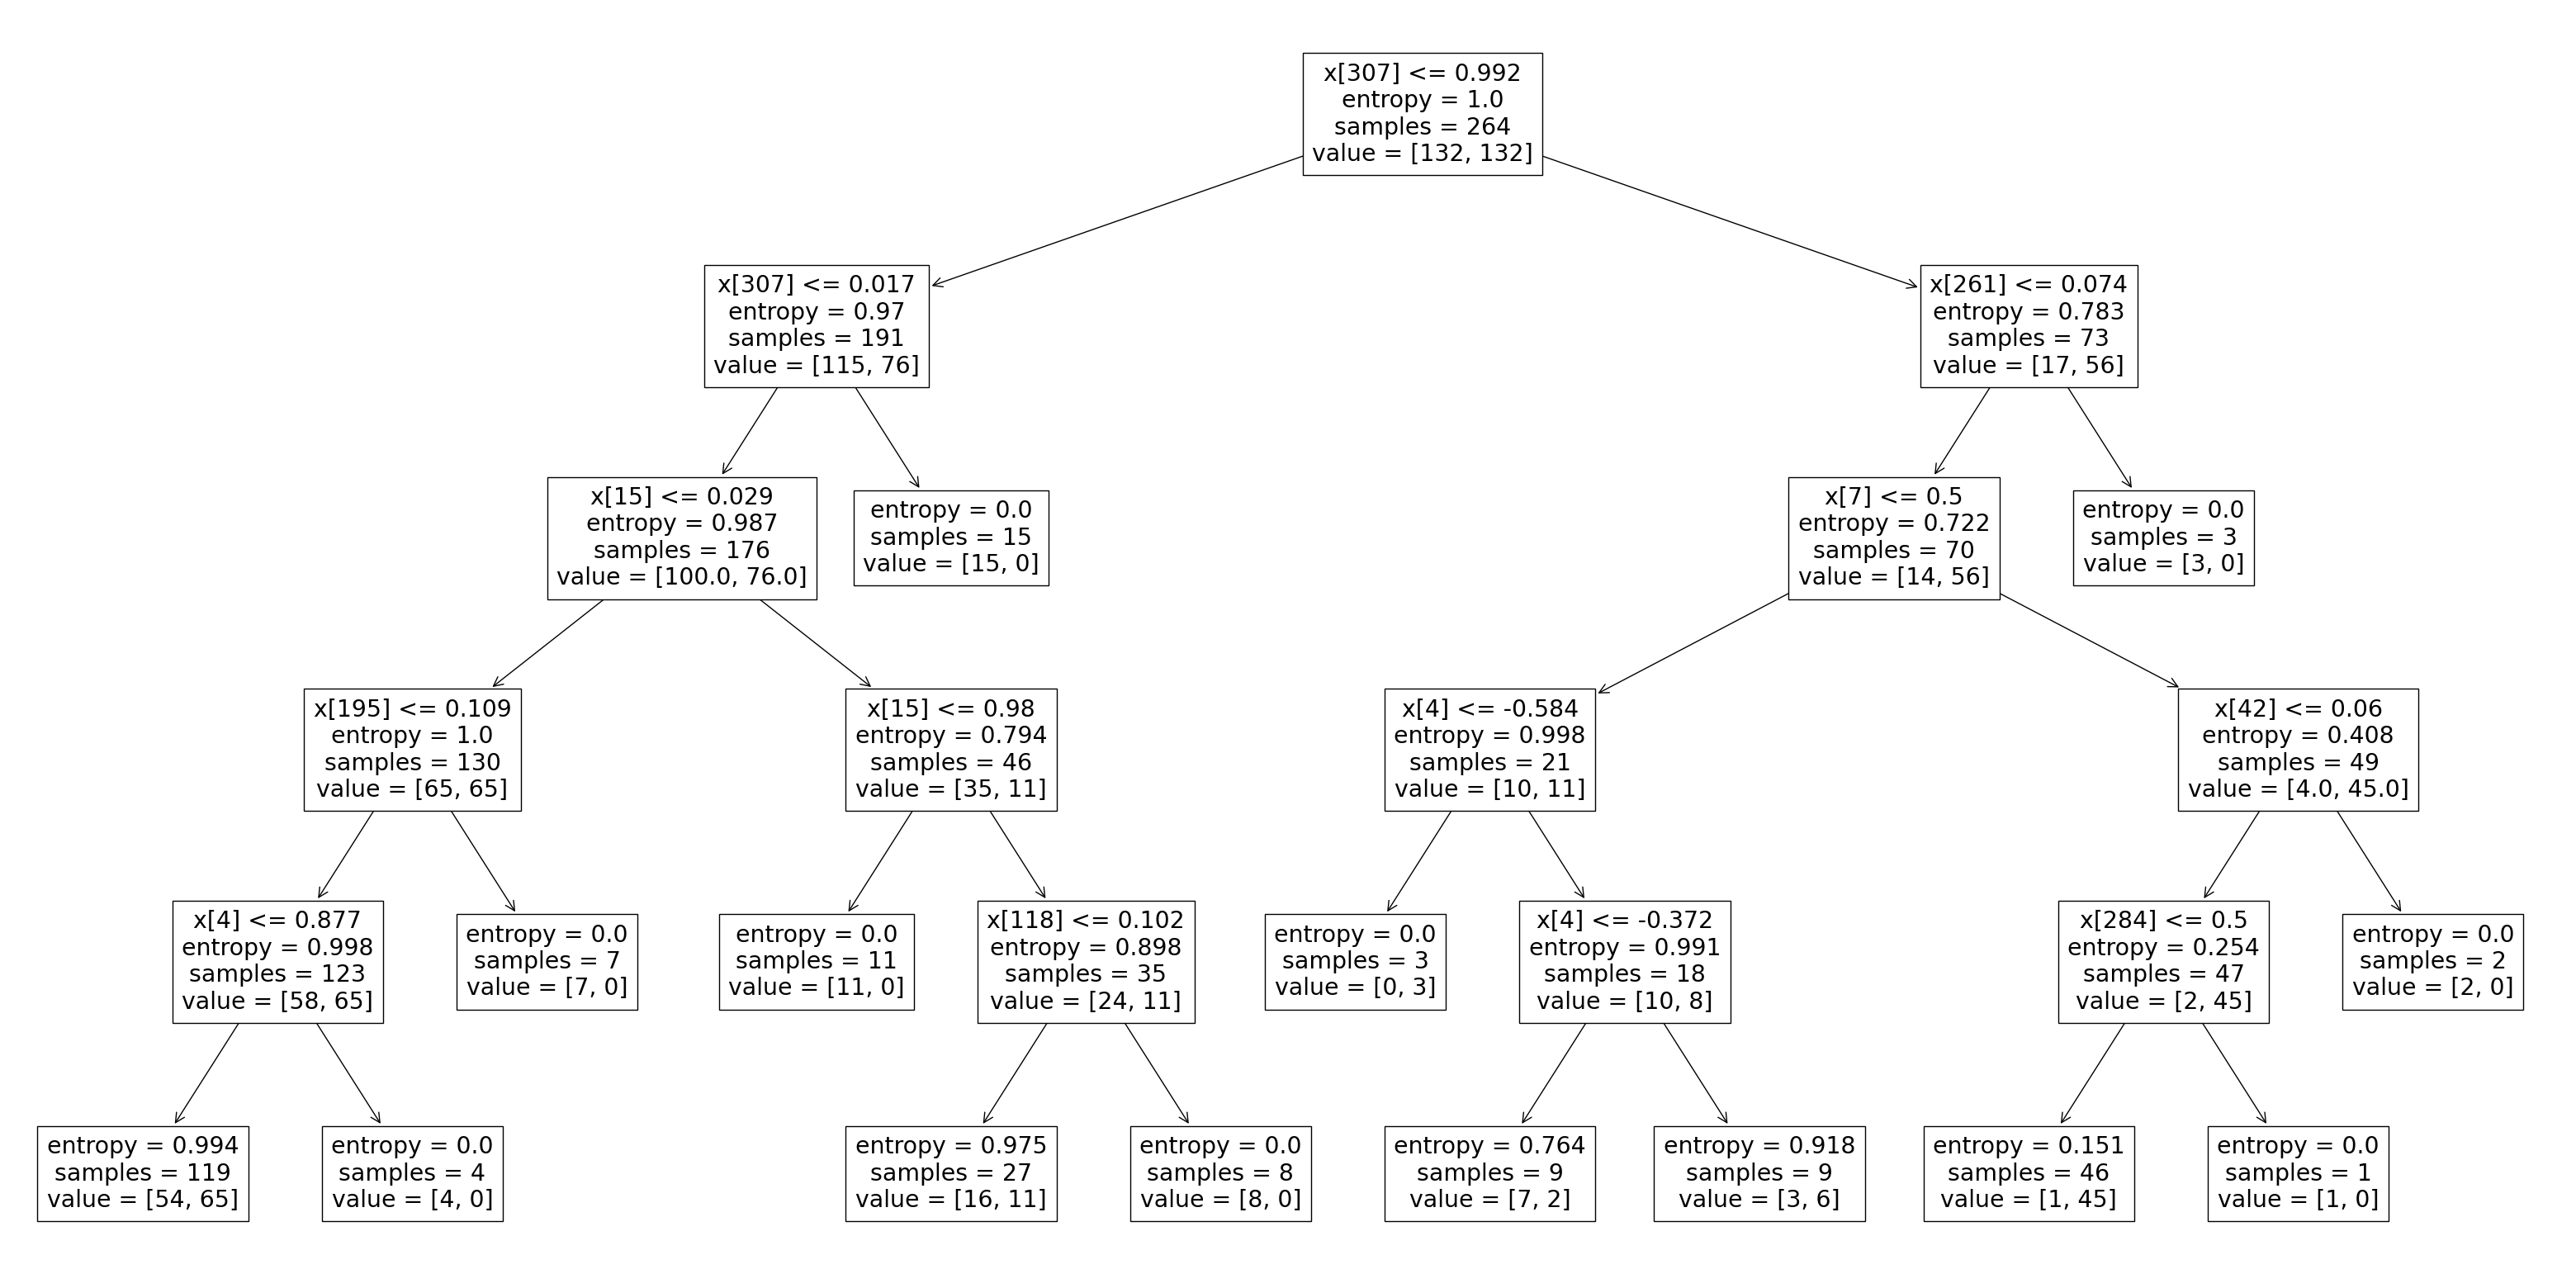 x[307] <= 0.992
entropy = 1.0
samples = 264
value = [132, 132]
x[307] <= 0.017
entropy = 0.97
samples = 191
value = [115, 76]
x[261] <= 0.074
entropy = 0.783
samples = 73
value = [17, 56]
x[15] <= 0.029
entropy = 0.987
samples = 176
value = [100.0, 76.0]
entropy = 0.0
samples = 15
value = [15, 0]
x[7] <= 0.5
entropy = 0.722
samples = 70
value = [14, 56]
entropy = 0.0
samples = 3
value = [3, 0]
x[195] <= 0.109
entropy = 1.0
samples = 130
value = [65, 65]
x[15] <= 0.98
entropy = 0.794
samples = 46
value = [35, 11]
x[4] <= -0.584
entropy = 0.998
samples = 21
value = [10, 11]
x[42] <= 0.06
entropy = 0.408
samples = 49
value = [4.0, 45.0]
x[4] <= 0.877
entropy = 0.998
samples = 123
value = [58, 65]
entropy = 0.0
samples = 7
value = [7, 0]
entropy = 0.0
samples = 11
value = [11, 0]
x[118] <= 0.102
entropy = 0.898
samples = 35
value = [24, 11]
entropy = 0.0
samples = 3
value = [0, 3]
x[4] <= -0.372
entropy = 0.991
samples = 18
value = [10, 8]
x[284] <= 0.5
entropy = 0.254
samples = 47
value = [2, 45]
entropy = 0.0
samples = 2
value = [2, 0]
entropy = 0.994
samples = 119
value = [54, 65]
entropy = 0.0
samples = 4
value = [4, 0]
entropy = 0.975
samples = 27
value = [16, 11]
entropy = 0.0
samples = 8
value = [8, 0]
entropy = 0.764
samples = 9
value = [7, 2]
entropy = 0.918
samples = 9
value = [3, 6]
entropy = 0.151
samples = 46
value = [1, 45]
entropy = 0.0
samples = 1
value = [1, 0]